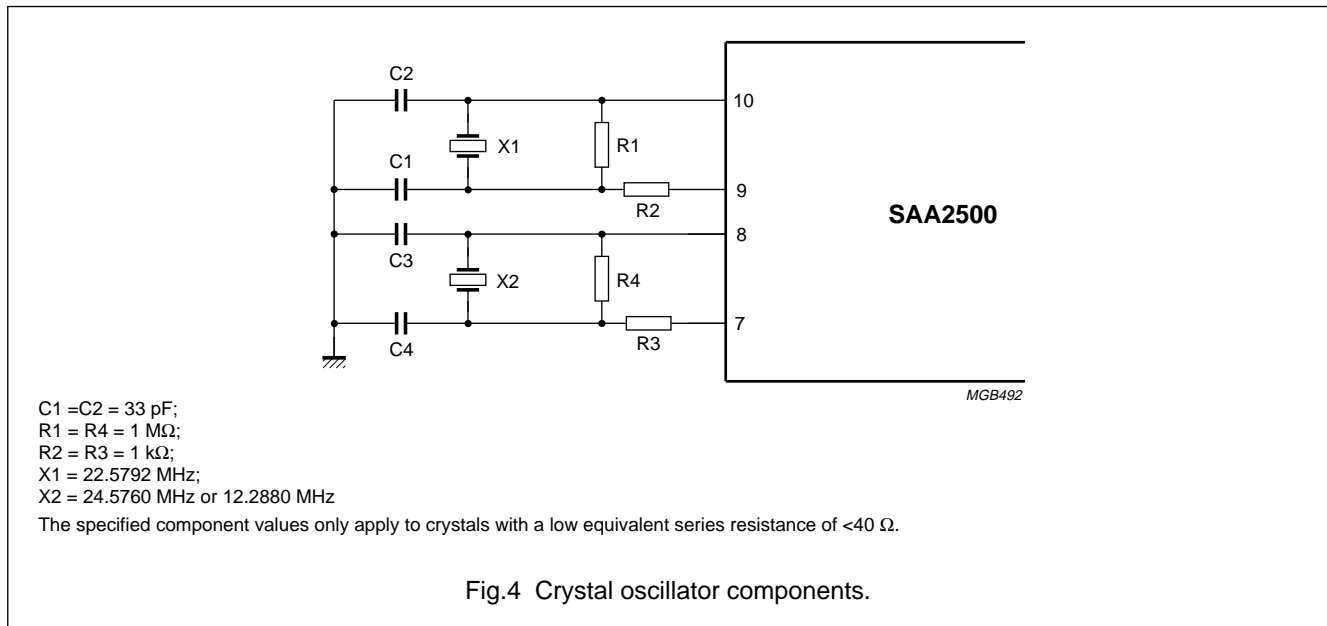 C2
10
X1
R1
C1
9
R2
SAA2500
8
C3
X2
R4
7
C4
R3
MGB492
C1 =C2 = 33 pF;
R1 = R4 = 1 MΩ;
R2 = R3 = 1 kΩ;
X1 = 22.5792 MHz;
X2 = 24.5760 MHz or 12.2880 MHz
The specified component values only apply to crystals with a low equivalent series resistance of <40 Ω.
Fig.4 Crystal oscillator components.